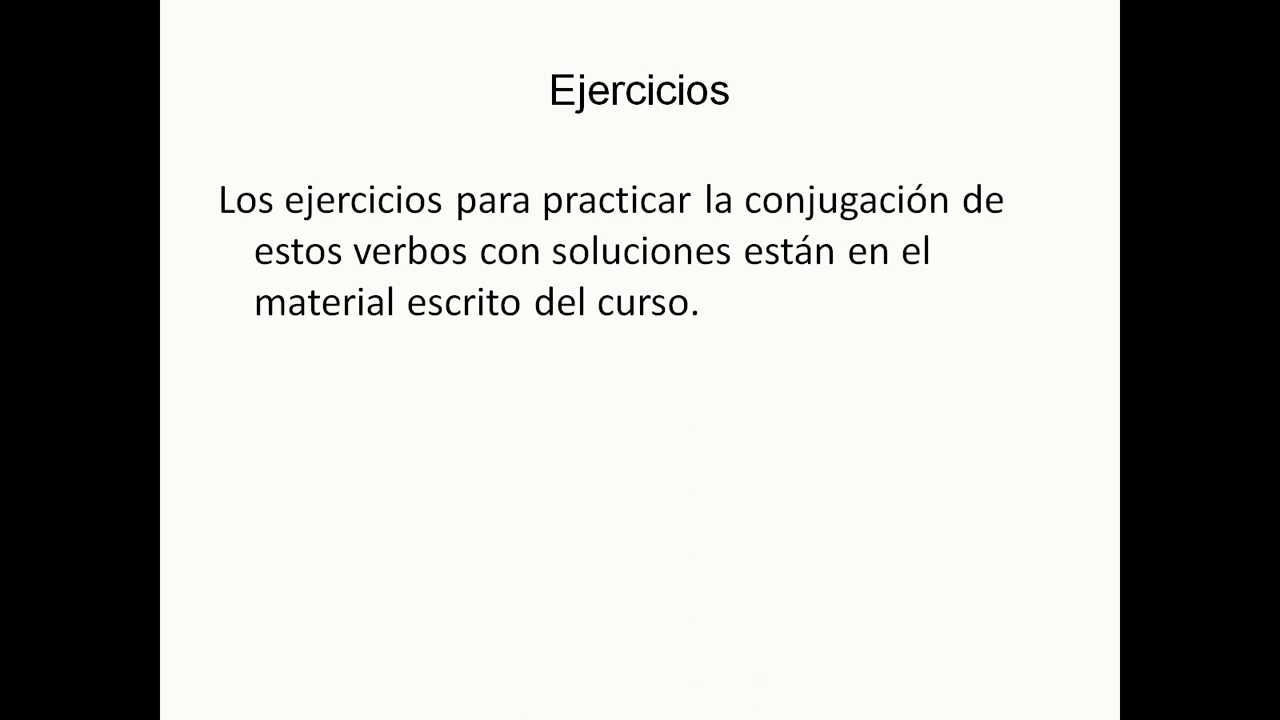 Ejercicios
Los ejercicios para practicar la conjugación de
estos verbos con soluciones están en el
material escrito del curso.